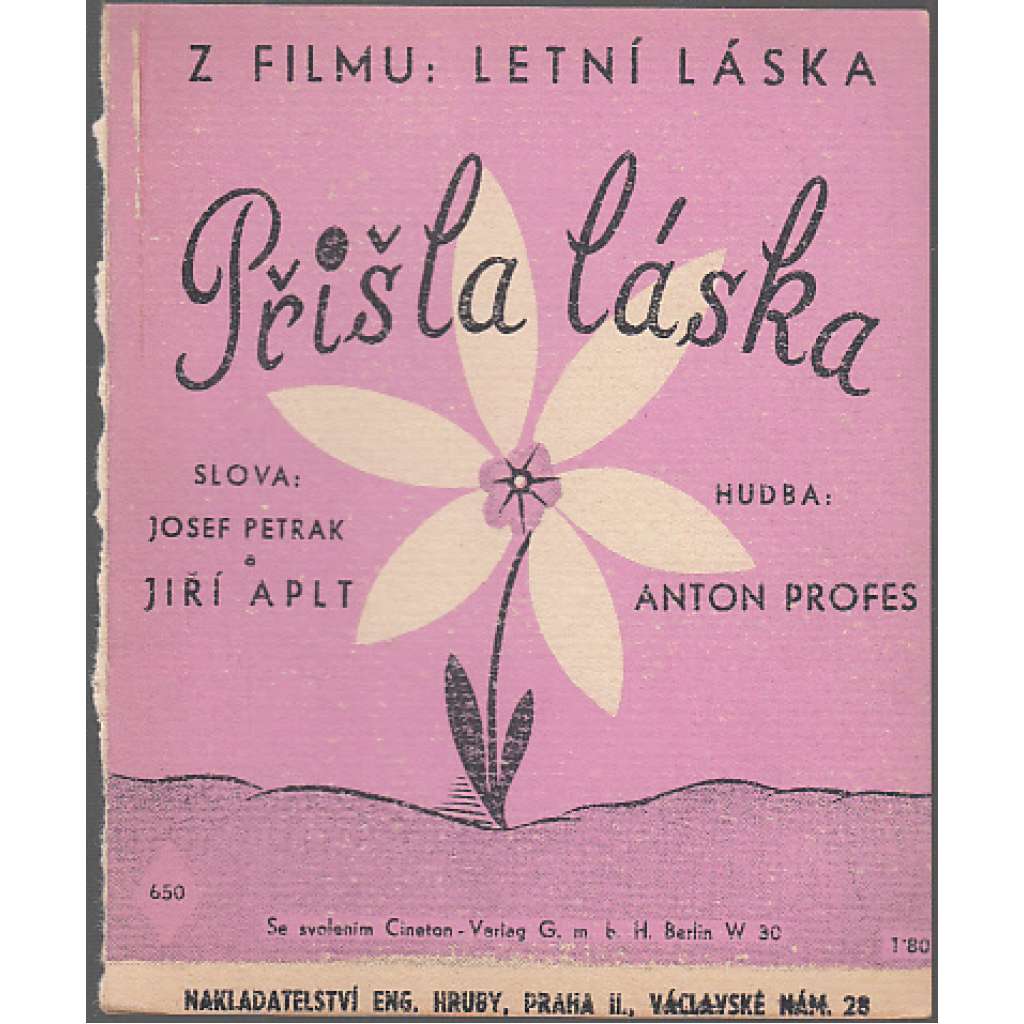 Z FILMU: LETNÍ LÁSKA
Přišla láska
SLOVA:
JOSEF PETRAK
a
JIŘÍ APLT
HUDBA:
ANTON PROFES
650
Se svolením Cineton-Verlag G. m. b. H. Berlin W 30
1'80
NAKLADATELSTVÍ ENG. HRUBY, PRAHA II., VÁCLAVSKÉ NÁM. 28